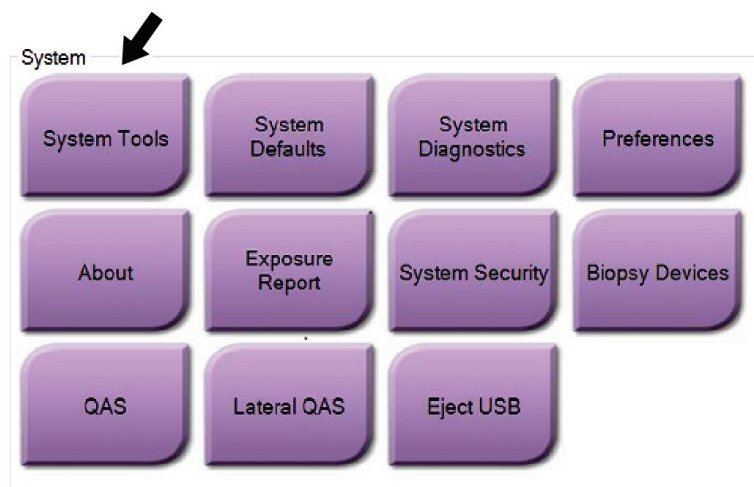 System
System Tools
System
Defaults
System
Diagnostics
Preferences
About
Exposure
Report
System Security
Biopsy Devices
QAS
Lateral QAS
Eject USB